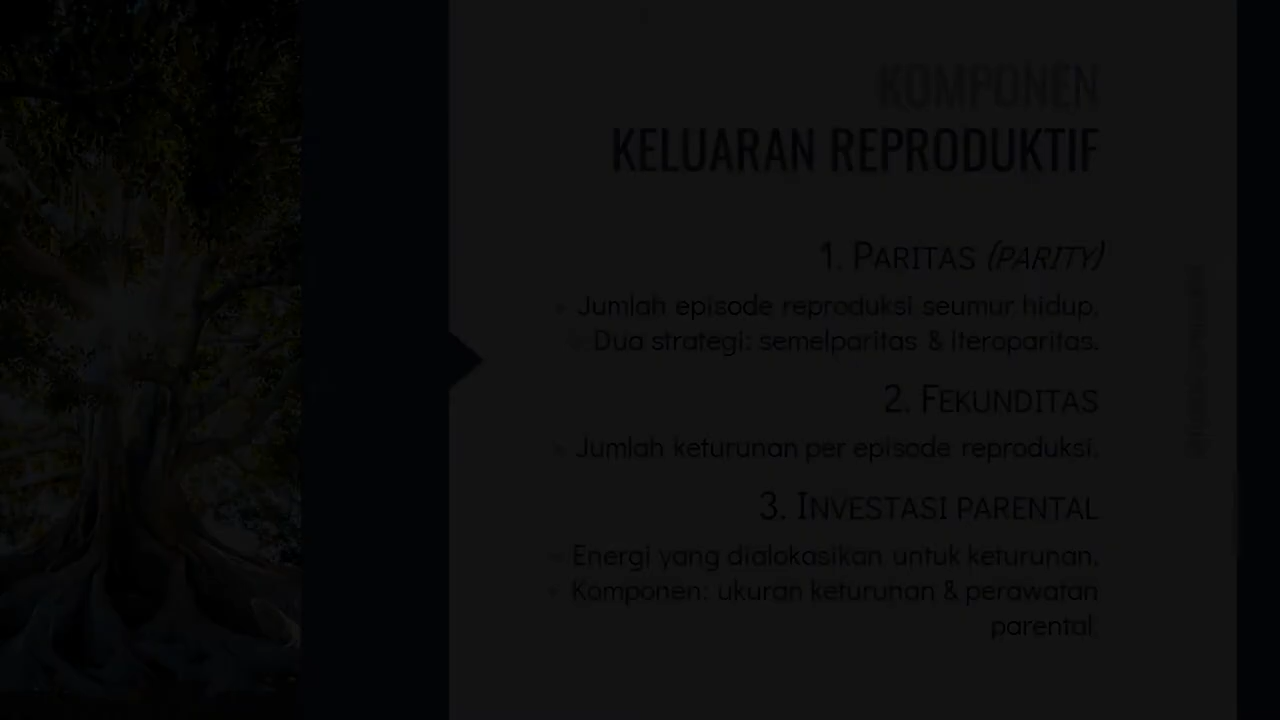 KOMPONEN
KELUARAN REPRODUKTIF
1. PARITAS (PARITY)
◦ Jumlah episode reproduksi seumur hidup.
◦ Dua strategi: semelparitas & iteroparitas.
2. FEKUNDITAS
◦ Jumlah keturunan per episode reproduksi.
3. INVESTASI PARENTAL
◦ Energi yang dialokasikan untuk keturunan.
◦ Komponen: ukuran keturunan & perawatan
parental.